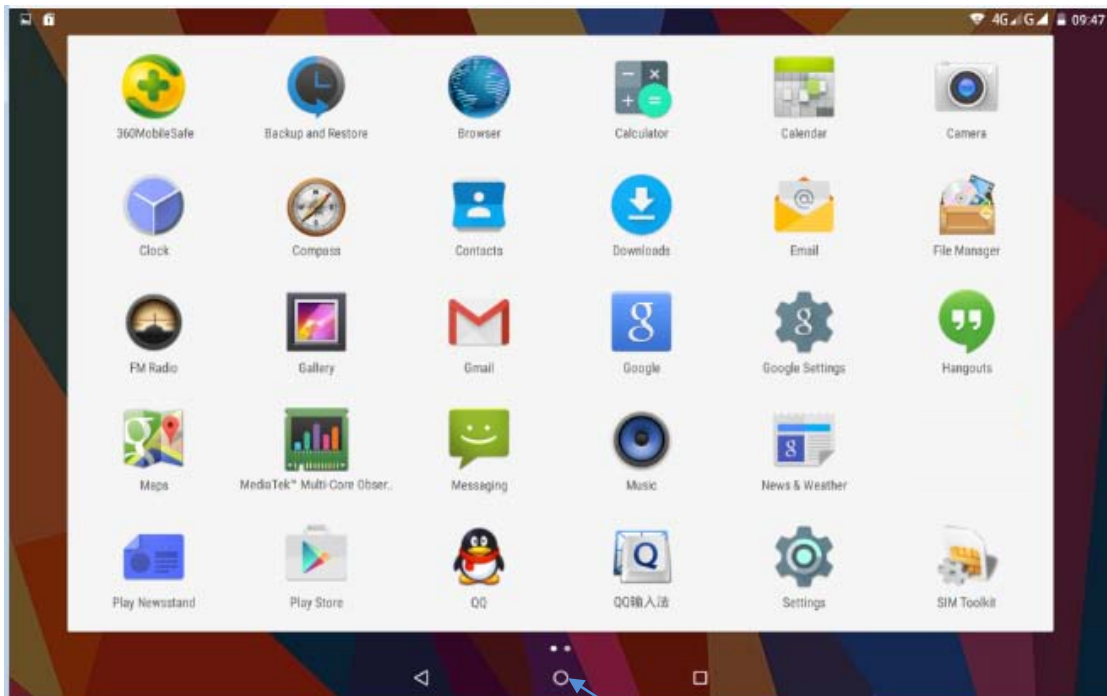 4G G 09:47
360MobileSafe Backup and Restore Browser Calculator Calendar Camera
Clock Compass Contacts Downloads Email File Manager
FM Radio Gallery Gmail Google Google Settings Hangouts
Maps MediaTek™ Multi-Core Obser.. Messaging Music News & Weather
Play Newsstand Play Store QQ QQ输入法 Settings SIM Toolkit